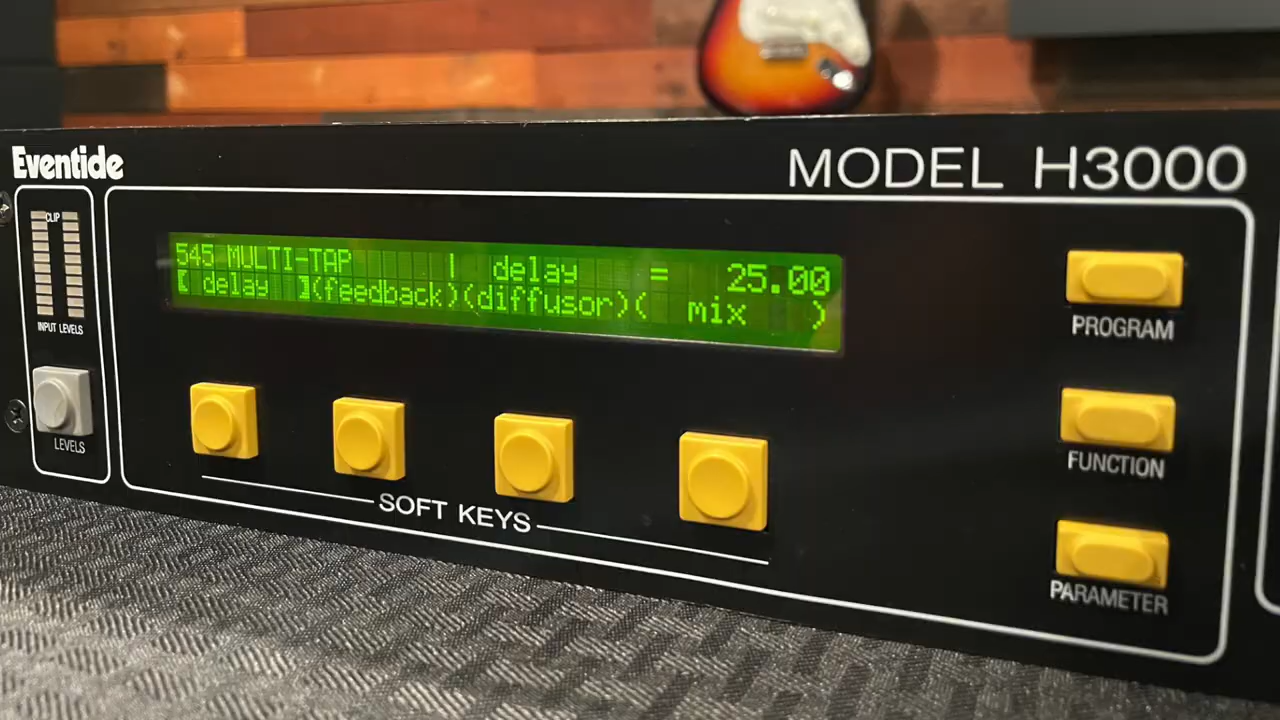 Eventide
MODEL H3000
CLIP
INPUT LEVELS
LEVELS
545 MULTI-TAP | delay = 25.00
[ delay ](feedback)(diffusor)( mix )
SOFT KEYS
PROGRAM
FUNCTION
PARAMETER